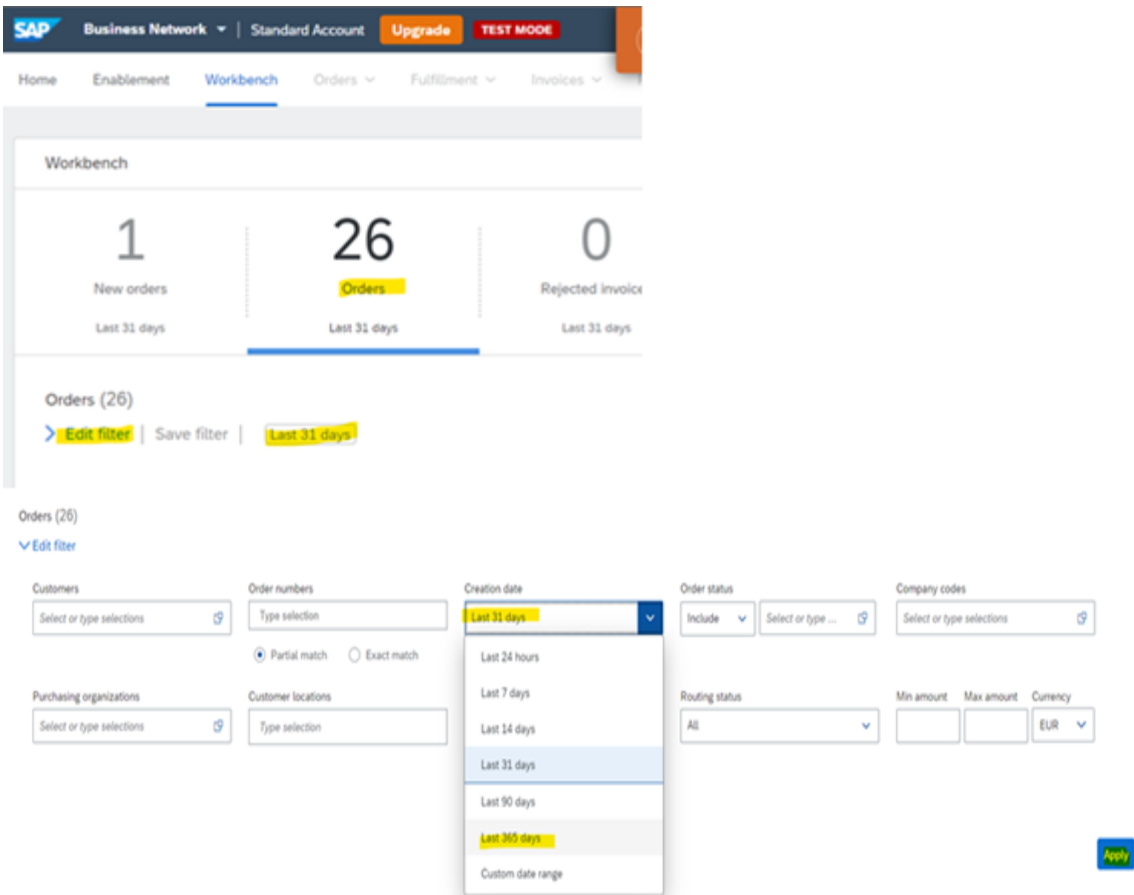 SAP Business Network | Standard Account Upgrade TEST MODE
Home Enablement Workbench Orders Fulfillment Invoices
Workbench
1 26 0
New orders Orders Rejected invoice
Last 31 days Last 31 days Last 31 days
Orders (26)
Edit filter | Save filter | Last 31 days
Orders (26)
Edit filter
Customers Order numbers Creation date Order status Company codes
Select or type selections Type selection Last 31 days Include Select or type ... Select or type selections
Partial match Exact match Last 24 hours
Last 7 days
Purchasing organizations Customer locations Routing status Min amount Max amount Currency
Select or type selections Type selection Last 14 days All EUR
Last 31 days
Last 90 days
Last 365 days
Apply
Custom date range